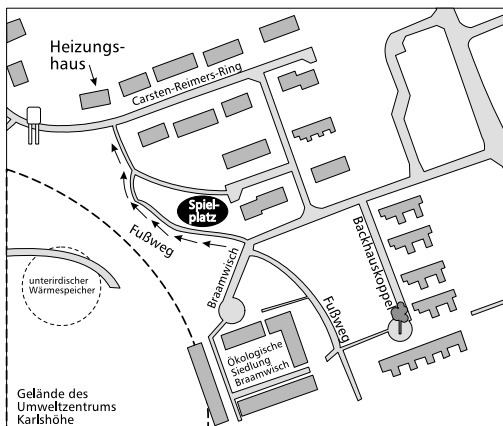 Heizungs-
haus
Carsten-Reimers-Ring
Spiel-
platz
Fußweg
Braamwisch
Backhauskoppel
Fußweg
unterirdischer
Wärmespeicher
Ökologische
Siedlung
Braamwisch
Gelände des
Umweltzentrums
Karlshöhe